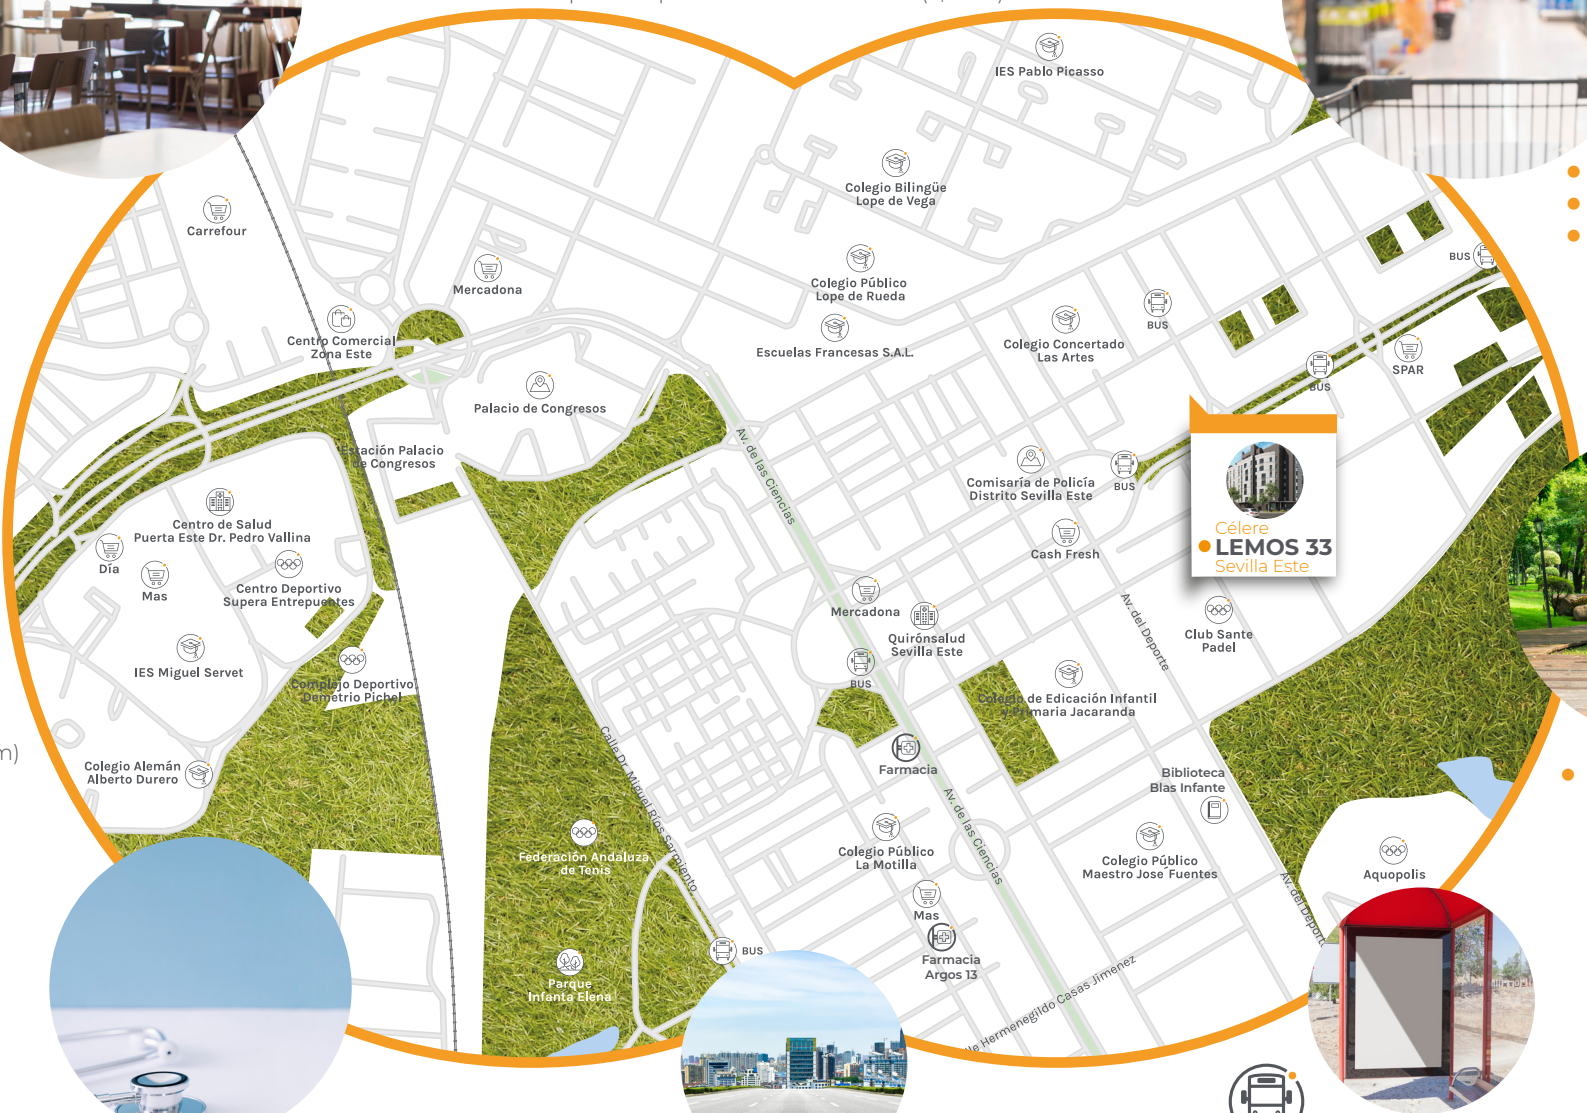 IES Pablo Picasso
Colegio Bilingüe
Lope de Vega
Carrefour
BUS
Mercadona
Colegio Público
Lope de Rueda
BUS
Centro Comercial
Zona Este
Escuelas Francesas S.A.L.
Colegio Concertado
Las Artes
SPAR
BUS
Palacio de Congresos
Estación Palacio
de Congresos
Av. de las Ciencias
Comisaría de Policía
Distrito Sevilla Este
BUS
Centro de Salud
Puerta Este Dr. Pedro Vallina
Célere
LEMOS 33
Sevilla Este
Cash Fresh
Día
Mas
Centro Deportivo
Supera Entrepuentes
Mercadona
Quirónsalud
Sevilla Este
Av. del Deporte
Club Sante
Padel
IES Miguel Servet
BUS
Complejo Deportivo
Demetrio Pichel
Colegio de Edicación Infantil
y Primaria Jacaranda
m)
Colegio Alemán
Alberto Durero
Calle Dr. Miguel Ríos Sarmiento
Farmacia
Biblioteca
Blas Infante
Av. de las Ciencias
Federación Andaluza
de Tenis
Colegio Público
La Motilla
Colegio Público
Maestro Jose´Fuentes
Aquopolis
Av. del Deporte
Mas
BUS
Farmacia
Argos 13
Parque
Infanta Elena
Hermenegildo Casas Jimenez